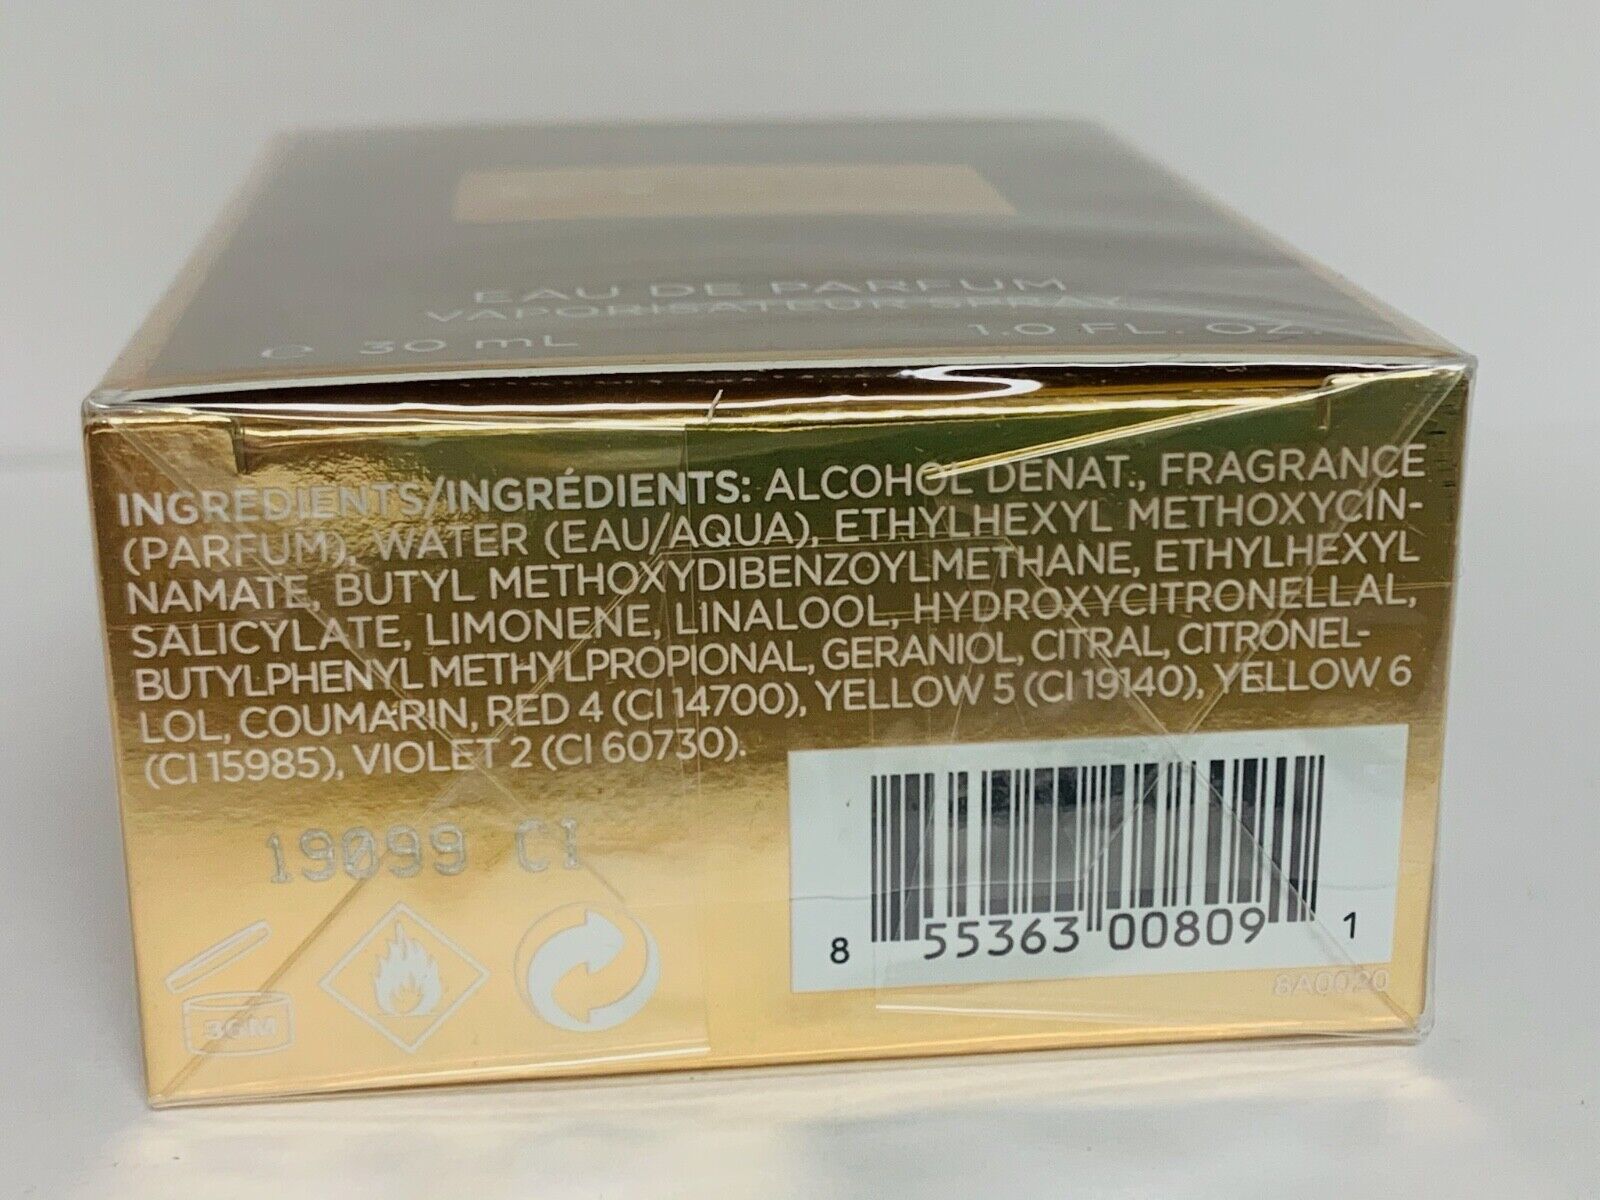 EAU DE PARFUM
VAPORISATEUR SPRAY
e 30 mL 1.0 FL. OZ.
INGREDIENTS/INGRÉDIENTS: ALCOHOL DENAT., FRAGRANCE
(PARFUM), WATER (EAU/AQUA), ETHYLHEXYL METHOXYCIN-
NAMATE, BUTYL METHOXYDIBENZOYLMETHANE, ETHYLHEXYL
SALICYLATE, LIMONENE, LINALOOL, HYDROXYCITRONELLAL,
BUTYLPHENYL METHYLPROPIONAL, GERANIOL, CITRAL, CITRONEL-
LOL, COUMARIN, RED 4 (CI 14700), YELLOW 5 (CI 19140), YELLOW 6
(CI 15985), VIOLET 2 (CI 60730).
19099 CI
36M
8 55363 00809 1
8A0020